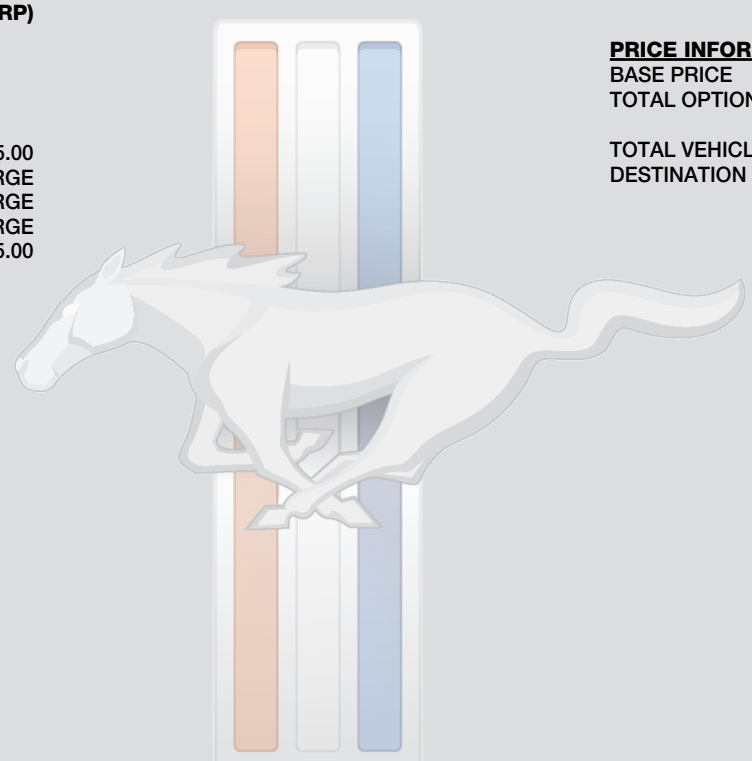 RP)
5.00
RGE
RGE
RGE
5.00
PRICE INFOR
BASE PRICE
TOTAL OPTION
TOTAL VEHICL
DESTINATION